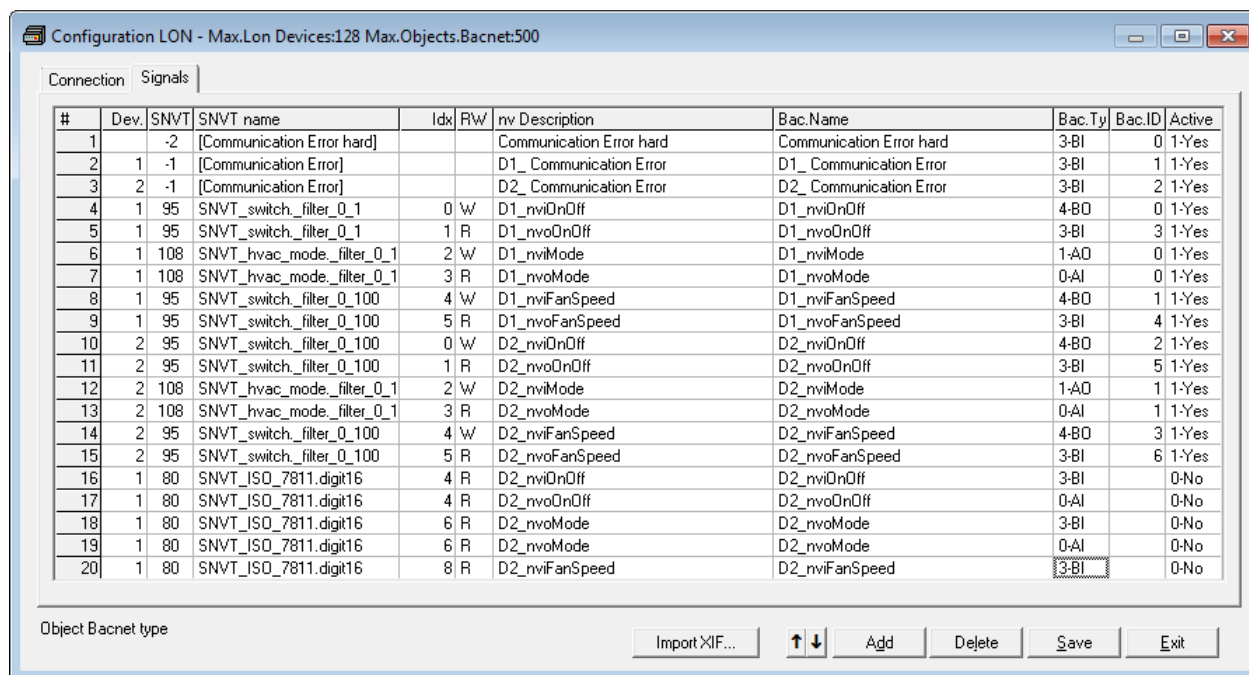 Configuration LON - Max.Lon Devices:128 Max.Objects.Bacnet:500
Connection Signals
# Dev. SNVT SNVT name Idx RW nv Description Bac.Name Bac.Ty Bac.ID Active
1 -2 [Communication Error hard] Communication Error hard Communication Error hard 3-BI 0 1-Yes
2 1 -1 [Communication Error] D1_ Communication Error D1_ Communication Error 3-BI 1 1-Yes
3 2 -1 [Communication Error] D2_ Communication Error D2_ Communication Error 3-BI 2 1-Yes
4 1 95 SNVT_switch._filter_0_1 0 W D1_nviOnOff D1_nviOnOff 4-BO 0 1-Yes
5 1 95 SNVT_switch._filter_0_1 1 R D1_nvoOnOff D1_nvoOnOff 3-BI 3 1-Yes
6 1 108 SNVT_hvac_mode._filter_0_1 2 W D1_nviMode D1_nviMode 1-AO 0 1-Yes
7 1 108 SNVT_hvac_mode._filter_0_1 3 R D1_nvoMode D1_nvoMode 0-AI 0 1-Yes
8 1 95 SNVT_switch._filter_0_100 4 W D1_nviFanSpeed D1_nviFanSpeed 4-BO 1 1-Yes
9 1 95 SNVT_switch._filter_0_100 5 R D1_nvoFanSpeed D1_nvoFanSpeed 3-BI 4 1-Yes
10 2 95 SNVT_switch._filter_0_100 0 W D2_nviOnOff D2_nviOnOff 4-BO 2 1-Yes
11 2 95 SNVT_switch._filter_0_100 1 R D2_nvoOnOff D2_nvoOnOff 3-BI 5 1-Yes
12 2 108 SNVT_hvac_mode._filter_0_1 2 W D2_nviMode D2_nviMode 1-AO 1 1-Yes
13 2 108 SNVT_hvac_mode._filter_0_1 3 R D2_nvoMode D2_nvoMode 0-AI 1 1-Yes
14 2 95 SNVT_switch._filter_0_100 4 W D2_nviFanSpeed D2_nviFanSpeed 4-BO 3 1-Yes
15 2 95 SNVT_switch._filter_0_100 5 R D2_nvoFanSpeed D2_nvoFanSpeed 3-BI 6 1-Yes
16 1 80 SNVT_ISO_7811.digit16 4 R D2_nviOnOff D2_nviOnOff 3-BI 0-No
17 1 80 SNVT_ISO_7811.digit16 4 R D2_nvoOnOff D2_nvoOnOff 0-AI 0-No
18 1 80 SNVT_ISO_7811.digit16 6 R D2_nvoMode D2_nvoMode 3-BI 0-No
19 1 80 SNVT_ISO_7811.digit16 6 R D2_nvoMode D2_nvoMode 0-AI 0-No
20 1 80 SNVT_ISO_7811.digit16 8 R D2_nviFanSpeed D2_nviFanSpeed 3-BI 0-No
Object Bacnet type
Import XIF... Add Delete Save Exit